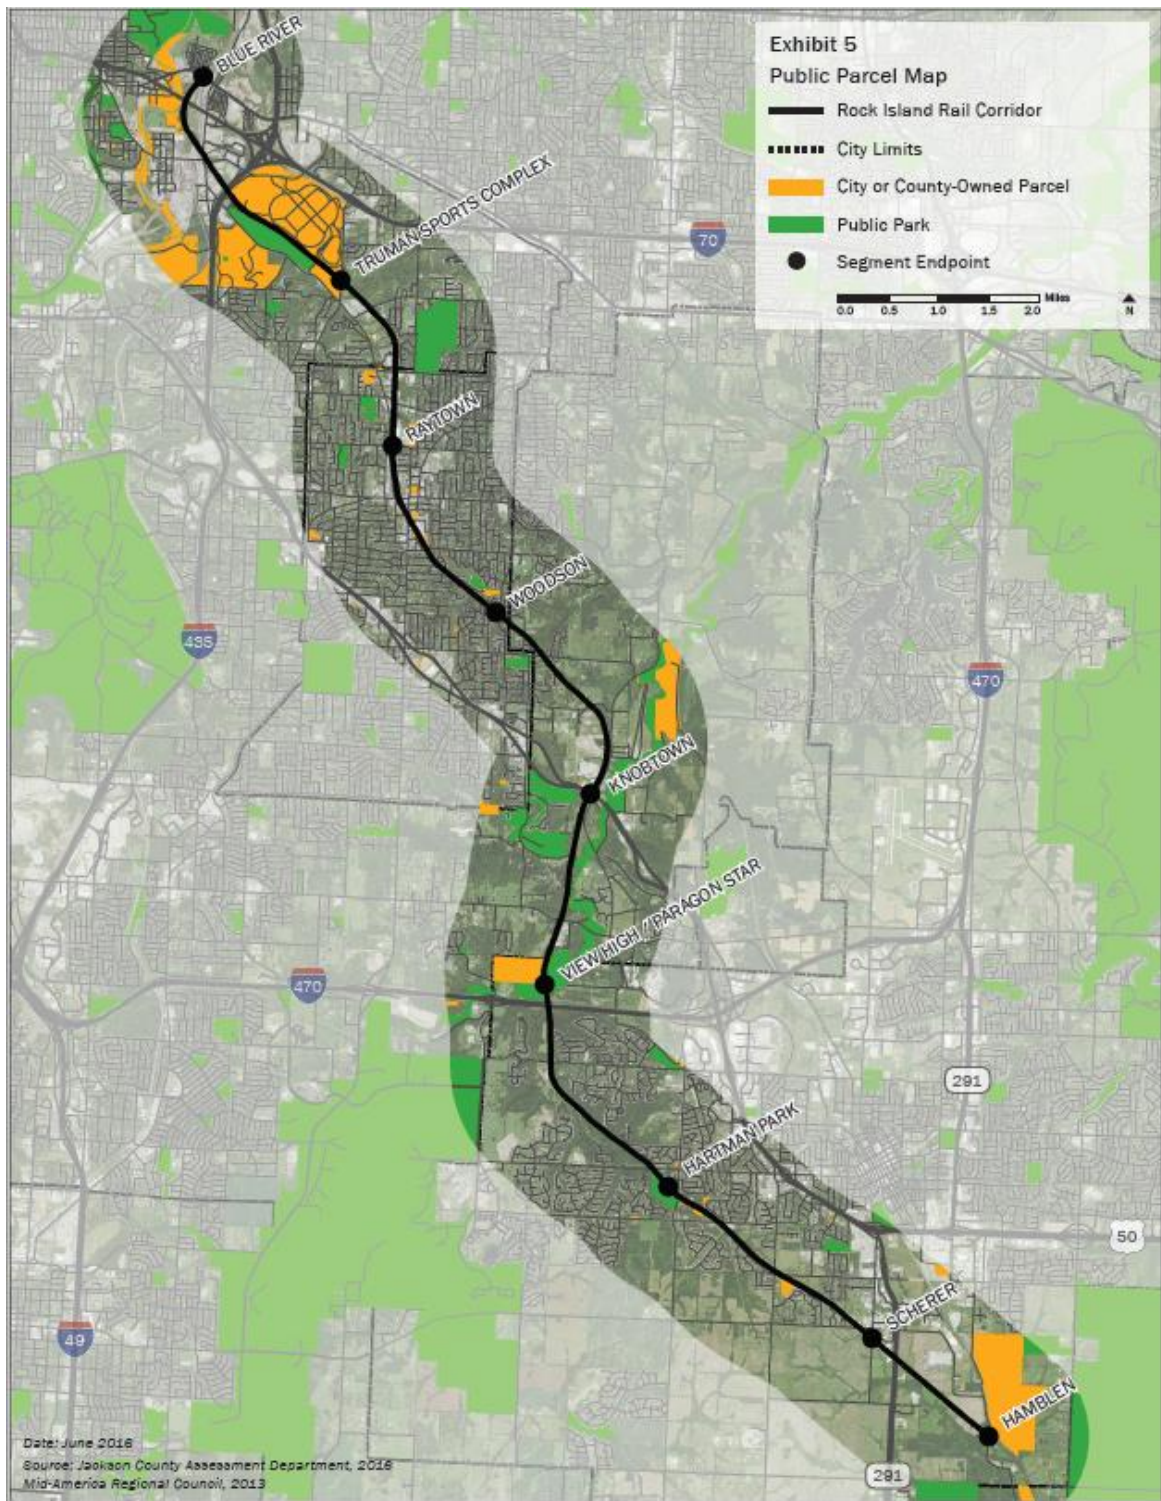 Exhibit 5
Public Parcel Map
Rock Island Rail Corridor
City Limits
City or County-Owned Parcel
Public Park
Segment Endpoint
Miles
0.0 0.5 1.0 1.5 2.0
N
BLUE RIVER
TRUMAN SPORTS COMPLEX
70
RAYTOWN
WOODSON
435
470
KNOBTOWN
VIEW HIGH / PARAGON STAR
470
291
HARTMAN PARK
50
SCHERER
49
HAMBLEN
291
Date: June 2016
Source: Jackson County Assessment Department, 2016
Mid-America Regional Council, 2013